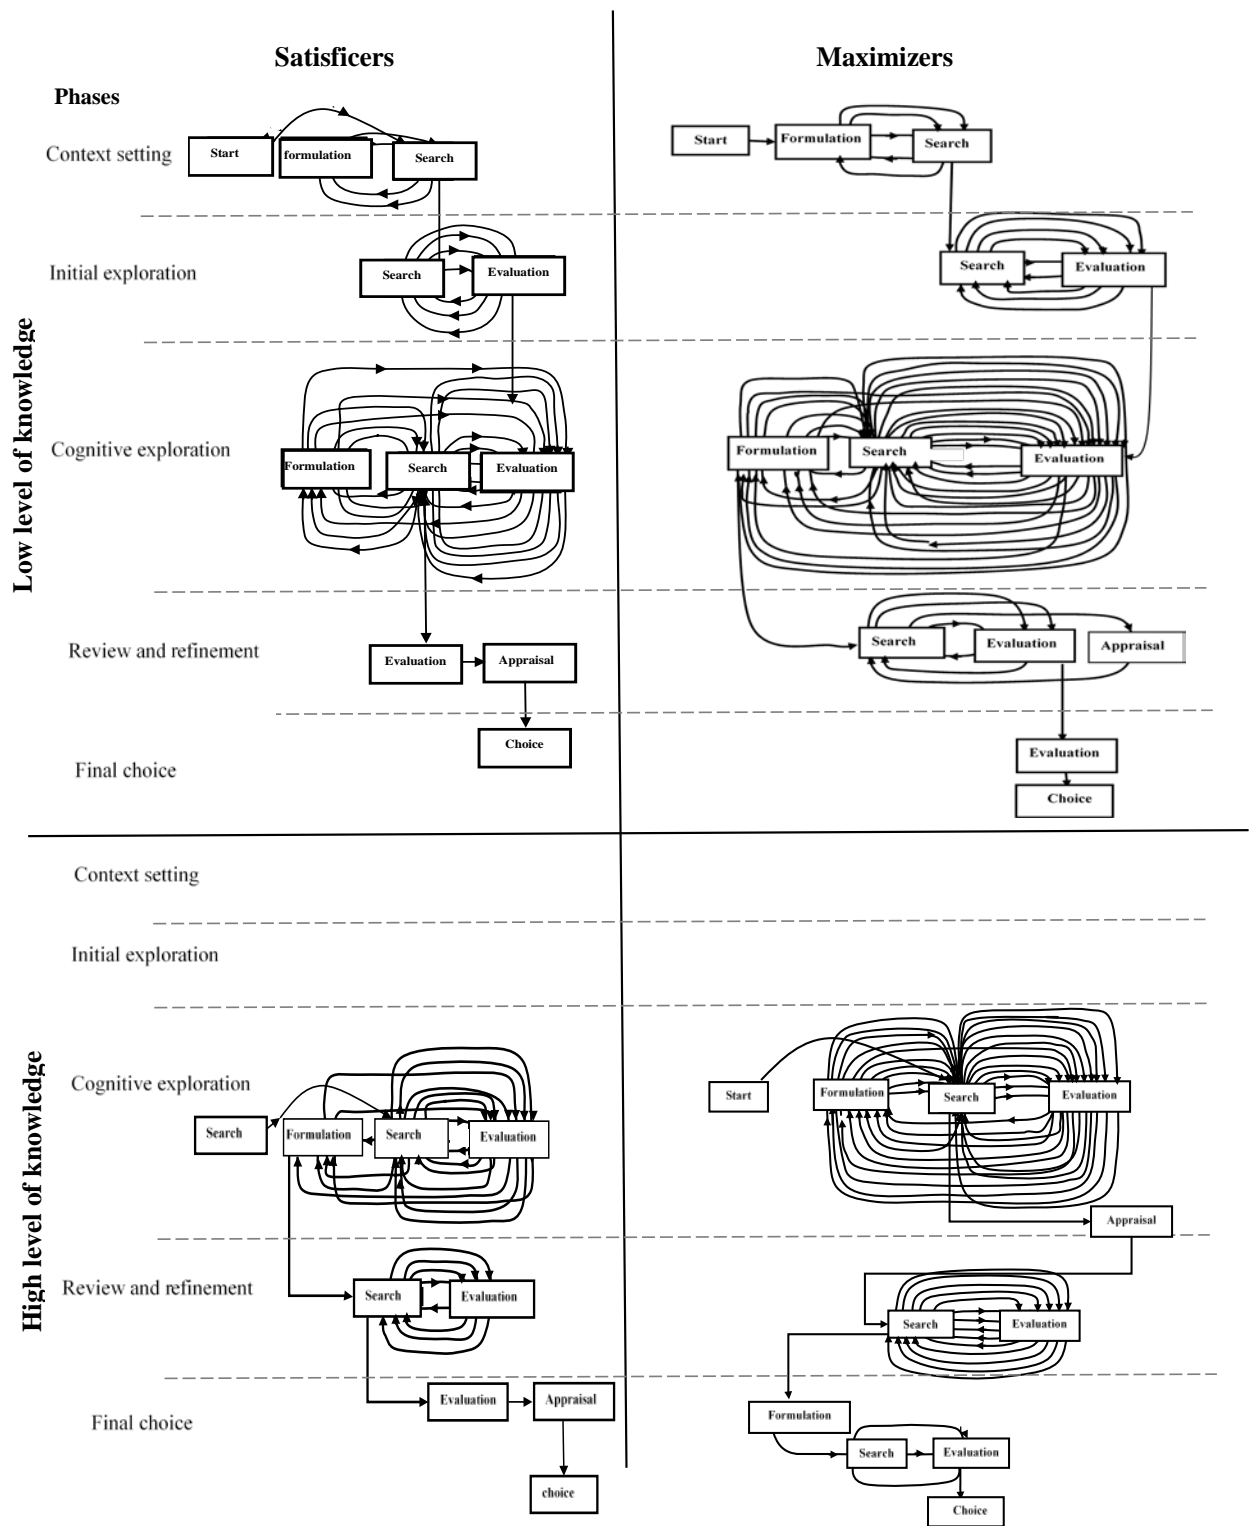 Satisficers
Maximizers
Phases
Low level of knowledge
Context setting
Start
formulation
Search
Start
Formulation
Search
Initial exploration
Search
Evaluation
Search
Evaluation
Cognitive exploration
Formulation
Search
Evaluation
Formulation
Search
Evaluation
Review and refinement
Evaluation
Appraisal
Search
Evaluation
Appraisal
Final choice
Choice
Evaluation
Choice
High level of knowledge
Context setting
Initial exploration
Cognitive exploration
Search
Formulation
Search
Evaluation
Start
Formulation
Search
Evaluation
Appraisal
Review and refinement
Search
Evaluation
Search
Evaluation
Final choice
Evaluation
Appraisal
choice
Formulation
Search
Evaluation
Choice